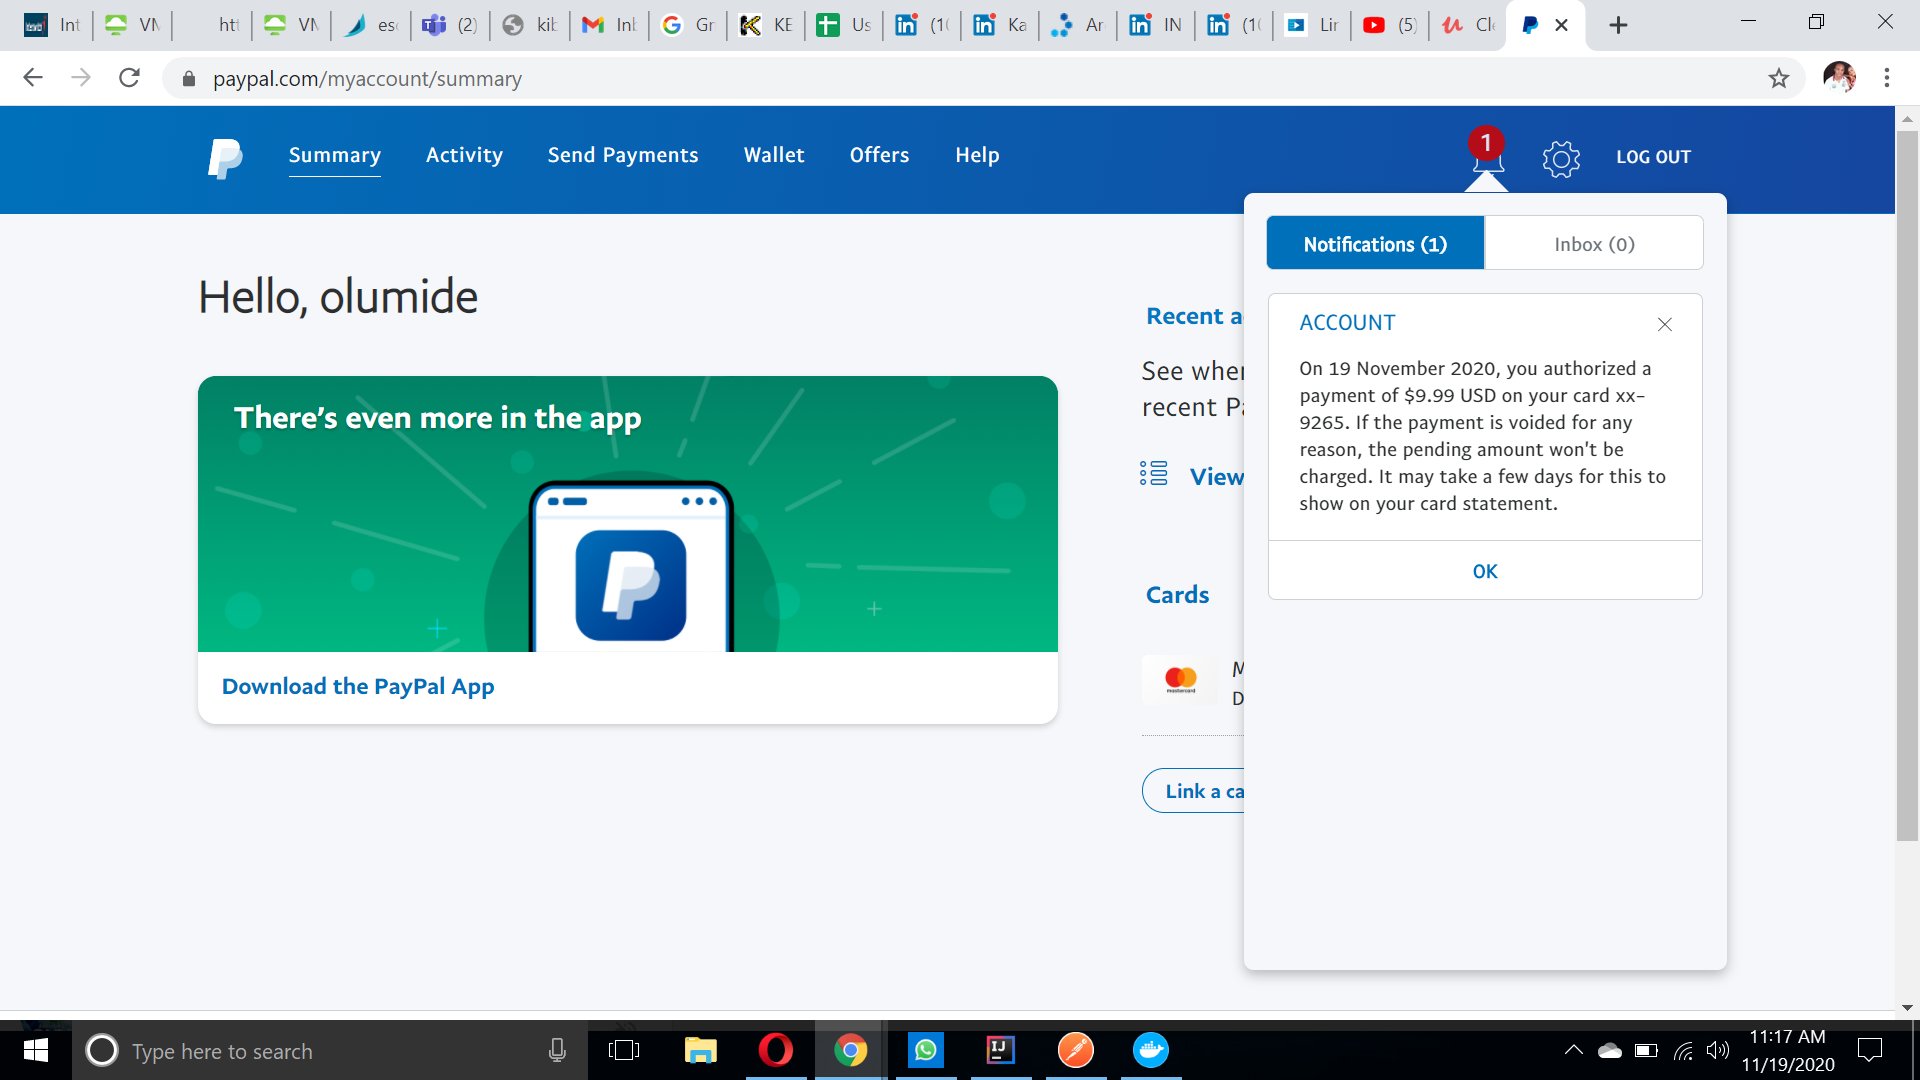 Int
VM
htt
VM
esc
(2)
kib
Inb
Gr
KE
Us
(10
Ka
Ar
IN
(10
Lir
(5)
Cle
paypal.com/myaccount/summary
Summary
Activity
Send Payments
Wallet
Offers
Help
1
LOG OUT
Notifications (1)
Inbox (0)
Hello, olumide
Recent a
ACCOUNT
On 19 November 2020, you authorized a
payment of $9.99 USD on your card xx-
9265. If the payment is voided for any
reason, the pending amount won't be
charged. It may take a few days for this to
show on your card statement.
OK
See wher
recent Pa
View
There's even more in the app
Download the PayPal App
Cards
mastercard
M
D
Link a ca
Type here to search
IJ
11:17 AM
11/19/2020